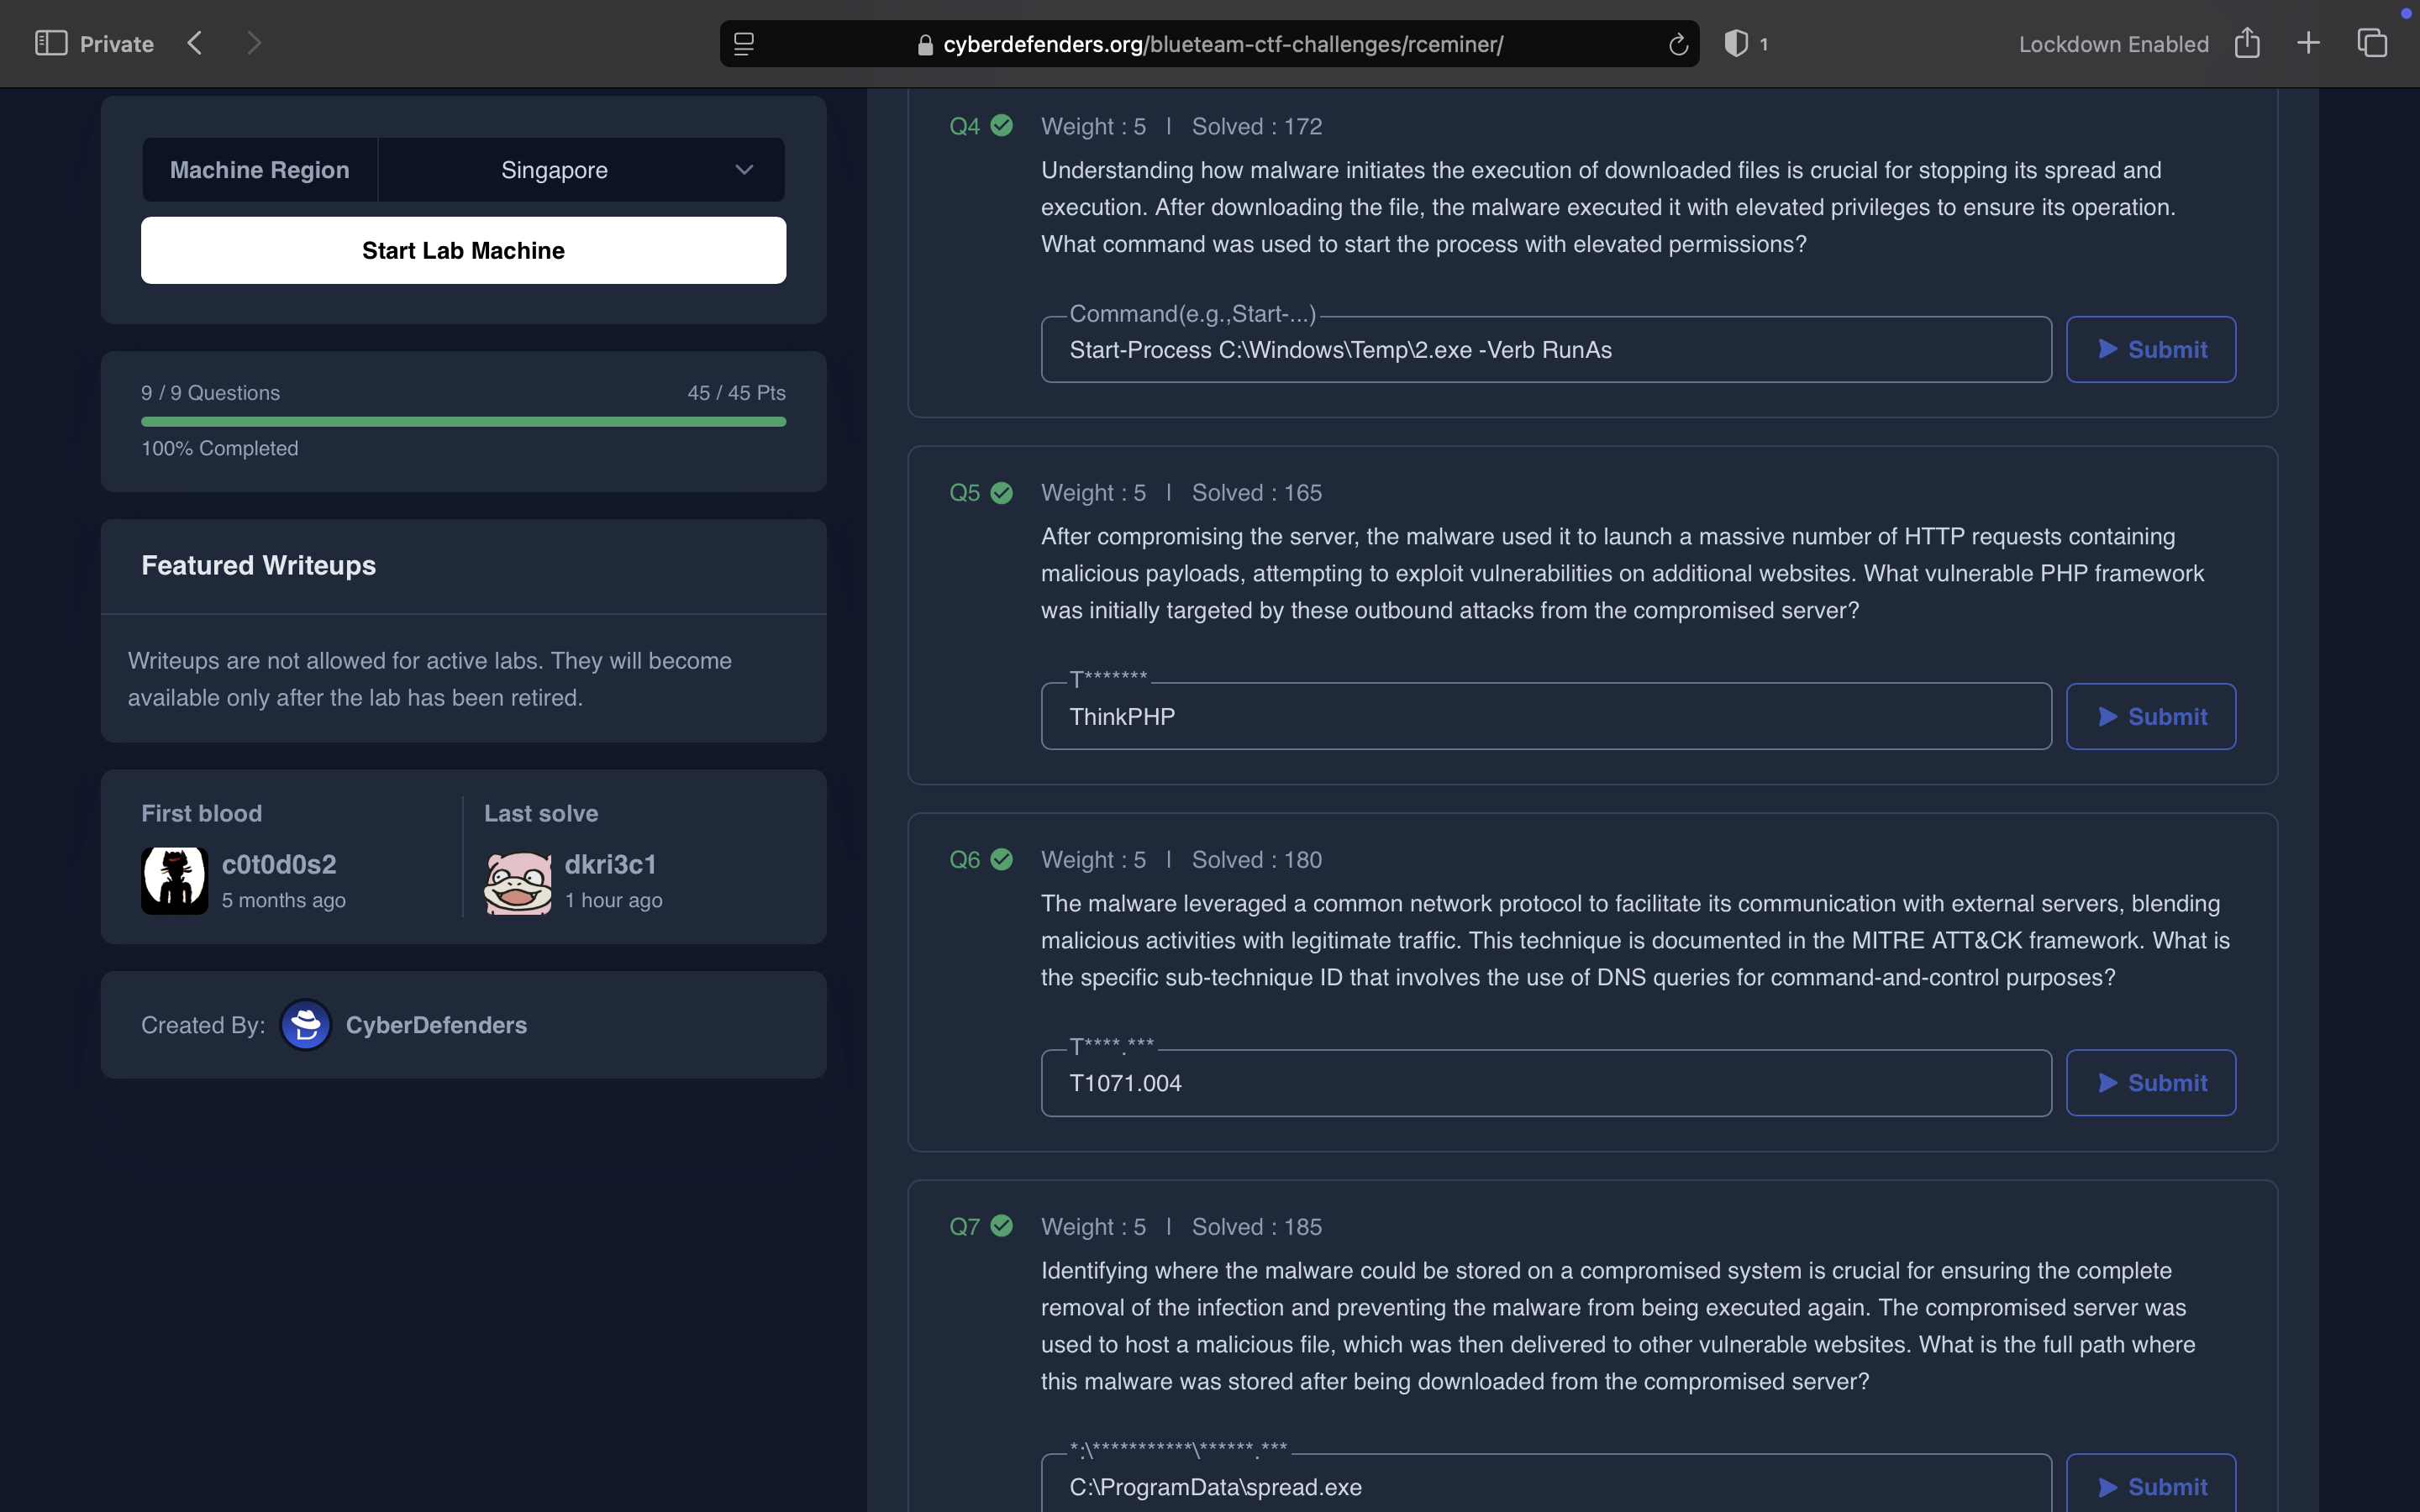 Private
cyberdefenders.org/blueteam-ctf-challenges/rceminer/
1
Lockdown Enabled
Machine Region
Singapore
Start Lab Machine
9 / 9 Questions
45 / 45 Pts
100% Completed
Featured Writeups
Writeups are not allowed for active labs. They will become
available only after the lab has been retired.
First blood
c0t0d0s2
5 months ago
Last solve
dkri3c1
1 hour ago
Created By:
CyberDefenders
Q4
Weight : 5 | Solved : 172
Understanding how malware initiates the execution of downloaded files is crucial for stopping its spread and
execution. After downloading the file, the malware executed it with elevated privileges to ensure its operation.
What command was used to start the process with elevated permissions?
Command(e.g.,Start-...)
Start-Process C:\Windows\Temp\2.exe -Verb RunAs
Submit
Q5
Weight : 5 | Solved : 165
After compromising the server, the malware used it to launch a massive number of HTTP requests containing
malicious payloads, attempting to exploit vulnerabilities on additional websites. What vulnerable PHP framework
was initially targeted by these outbound attacks from the compromised server?
T*******
ThinkPHP
Submit
Q6
Weight : 5 | Solved : 180
The malware leveraged a common network protocol to facilitate its communication with external servers, blending
malicious activities with legitimate traffic. This technique is documented in the MITRE ATT&CK framework. What is
the specific sub-technique ID that involves the use of DNS queries for command-and-control purposes?
T****.***
T1071.004
Submit
Q7
Weight : 5 | Solved : 185
Identifying where the malware could be stored on a compromised system is crucial for ensuring the complete
removal of the infection and preventing the malware from being executed again. The compromised server was
used to host a malicious file, which was then delivered to other vulnerable websites. What is the full path where
this malware was stored after being downloaded from the compromised server?
*:\***********\******.***
C:\ProgramData\spread.exe
Submit